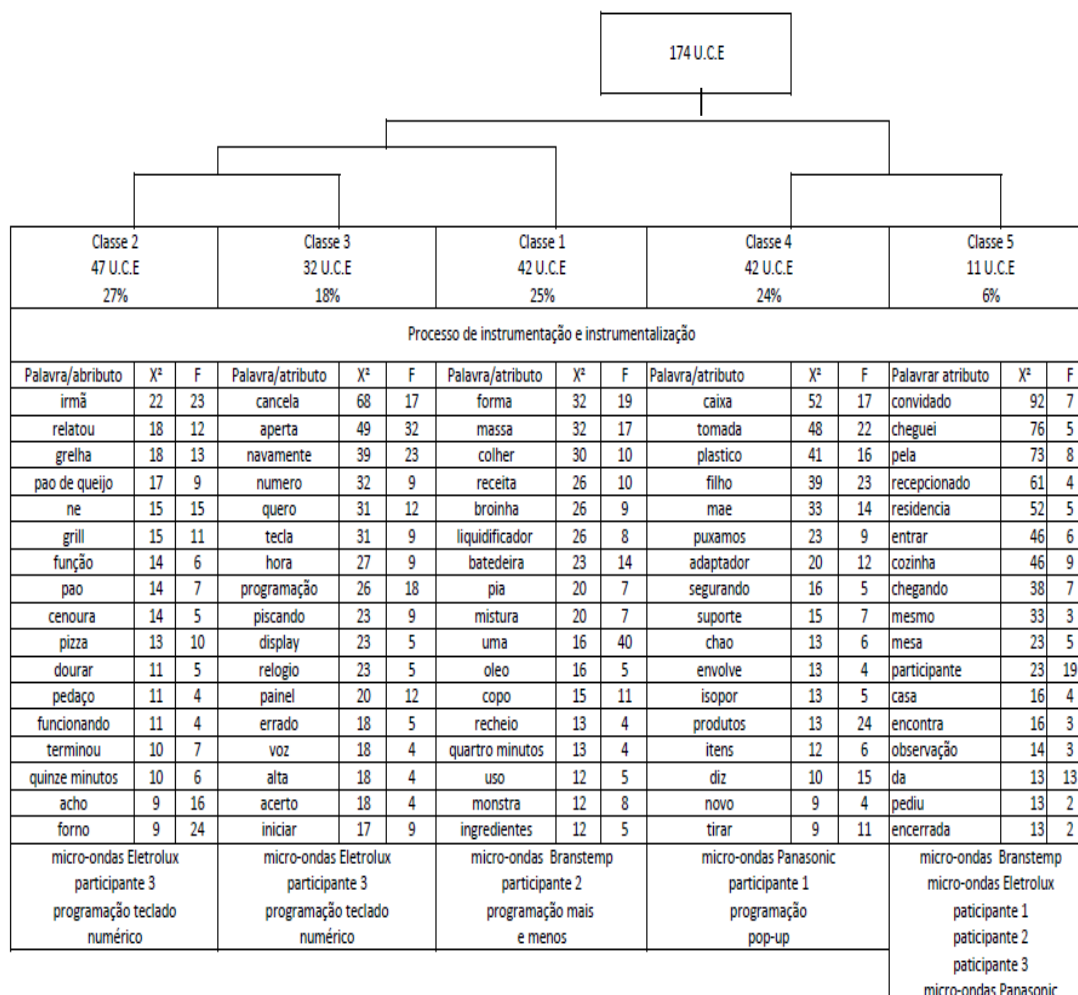 174 U.C.E
Classe 2 Classe 3 Classe 1 Classe 4 Classe 5
47 U.C.E 32 U.C.E 42 U.C.E 42 U.C.E 11 U.C.E
27% 18% 25% 24% 6%
Processo de instrumentação e instrumentalização
Palavra/abributo X² F Palavra/atributo X² F Palavra/atributo X² F Palavra/atributo X² F Palavrar atributo X² F
irmã 22 23 cancela 68 17 forma 32 19 caixa 52 17 convidado 92 7
relatou 18 12 aperta 49 32 massa 32 17 tomada 48 22 cheguei 76 5
grelha 18 13 navamente 39 23 colher 30 10 plastico 41 16 pela 73 8
pao de queijo 17 9 numero 32 9 receita 26 10 filho 39 23 recepcionado 61 4
ne 15 15 quero 31 12 broinha 26 9 mae 33 14 residencia 52 5
grill 15 11 tecla 31 9 liquidificador 26 8 puxamos 23 9 entrar 46 6
função 14 6 hora 27 9 batedeira 23 14 adaptador 20 12 cozinha 46 9
pao 14 7 programação 26 18 pia 20 7 segurando 16 5 chegando 38 7
cenoura 14 5 piscando 23 9 mistura 20 7 suporte 15 7 mesmo 33 3
pizza 13 10 display 23 5 uma 16 40 chao 13 6 mesa 23 5
dourar 11 5 relogio 23 5 oleo 16 5 envolve 13 4 participante 23 19
pedaço 11 4 painel 20 12 copo 15 11 isopor 13 5 casa 16 4
funcionando 11 4 errado 18 5 recheio 13 4 produtos 13 24 encontra 16 3
terminou 10 7 voz 18 4 quartro minutos 13 4 itens 12 6 observação 14 3
quinze minutos 10 6 alta 18 4 uso 12 5 diz 10 15 da 13 13
acho 9 16 acerto 18 4 monstra 12 8 novo 9 4 pediu 13 2
forno 9 24 iniciar 17 9 ingredientes 12 5 tirar 9 11 encerrada 13 2
micro-ondas Eletrolux micro-ondas Eletrolux micro-ondas Branstemp micro-ondas Panasonic micro-ondas Branstemp
participante 3 participante 3 participante 2 participante 1 micro-ondas Eletrolux
programação teclado programação teclado programação mais programação paticipante 1
numérico numérico e menos pop-up paticipante 2
paticipante 3
micro-ondas Panasonic